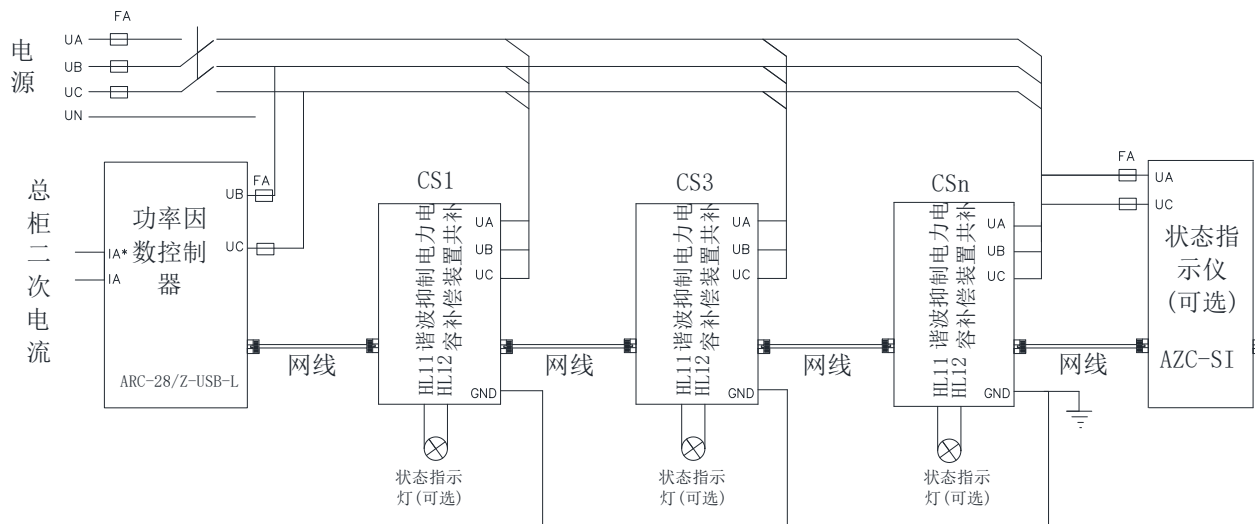 FA
电源
UA
UB
UC
UN
总柜二次电流
IA*
IA
功率因
数控制
器
UB
UC
FA
ARC-28/Z-USB-L
网线
CS1
谐波抑制电力电
容补偿装置共补
UA
UB
UC
HL11
HL12
GND
状态指示
灯(可选)
网线
CS3
谐波抑制电力电
容补偿装置共补
UA
UB
UC
HL11
HL12
GND
状态指示
灯(可选)
网线
CSn
谐波抑制电力电
容补偿装置共补
UA
UB
UC
HL11
HL12
GND
状态指示
灯(可选)
网线
FA
UA
UC
状态指
示仪
(可选)
AZC-SI